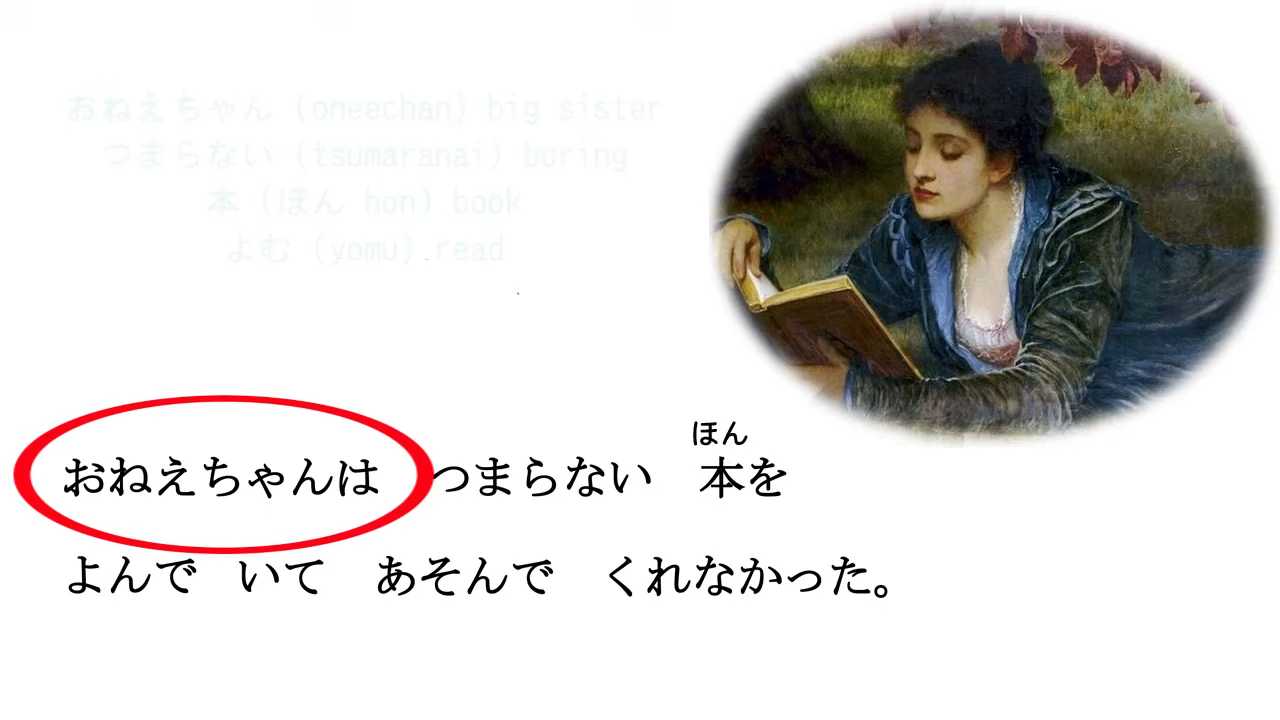 おねえちゃん (oneechan) big sister
つまらない (tsumaranai) boring
本 (ほん hon) book
よむ (yomu) read
ほん
おねえちゃんは つまらない 本を
よんで いて あそんで くれなかった。